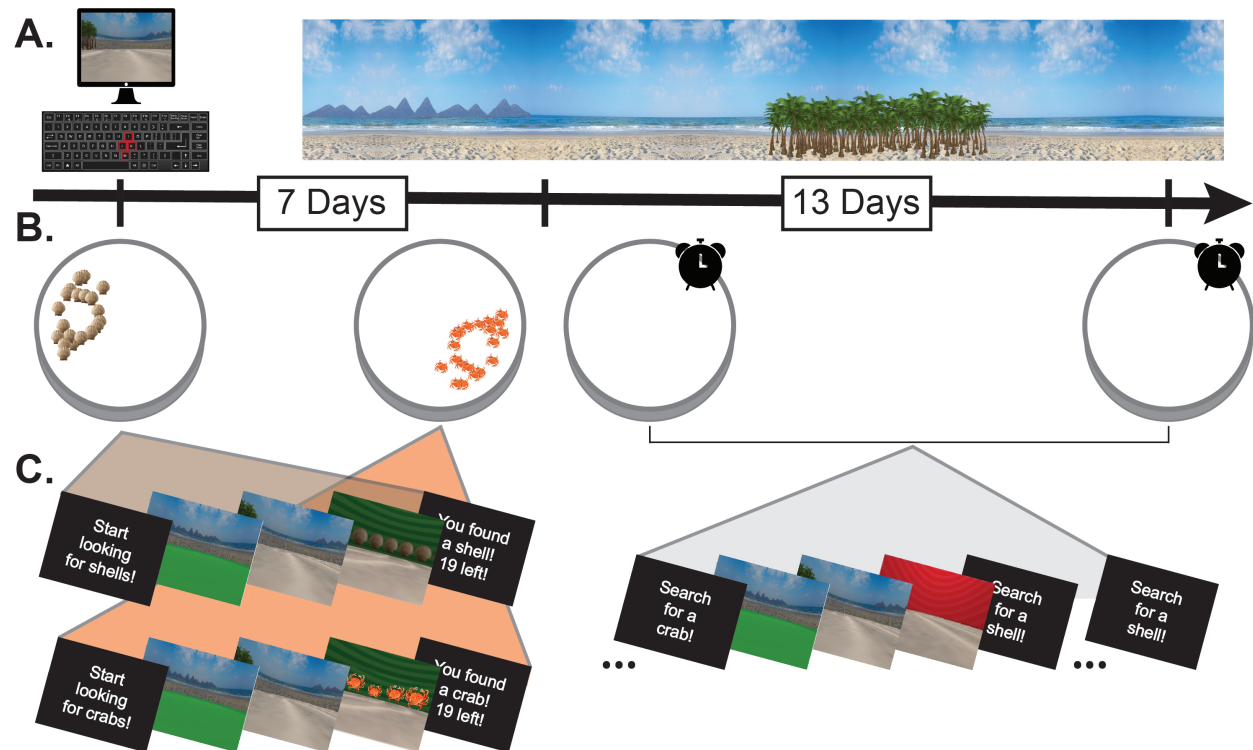 A.
7 Days
13 Days
B.
C.
Start
looking
for shells!
You found
a shell!
19 left!
Start
looking
for crabs!
You found
a crab!
19 left!
Search
for a
crab!
Search
for a
shell!
Search
for a
shell!
...
...